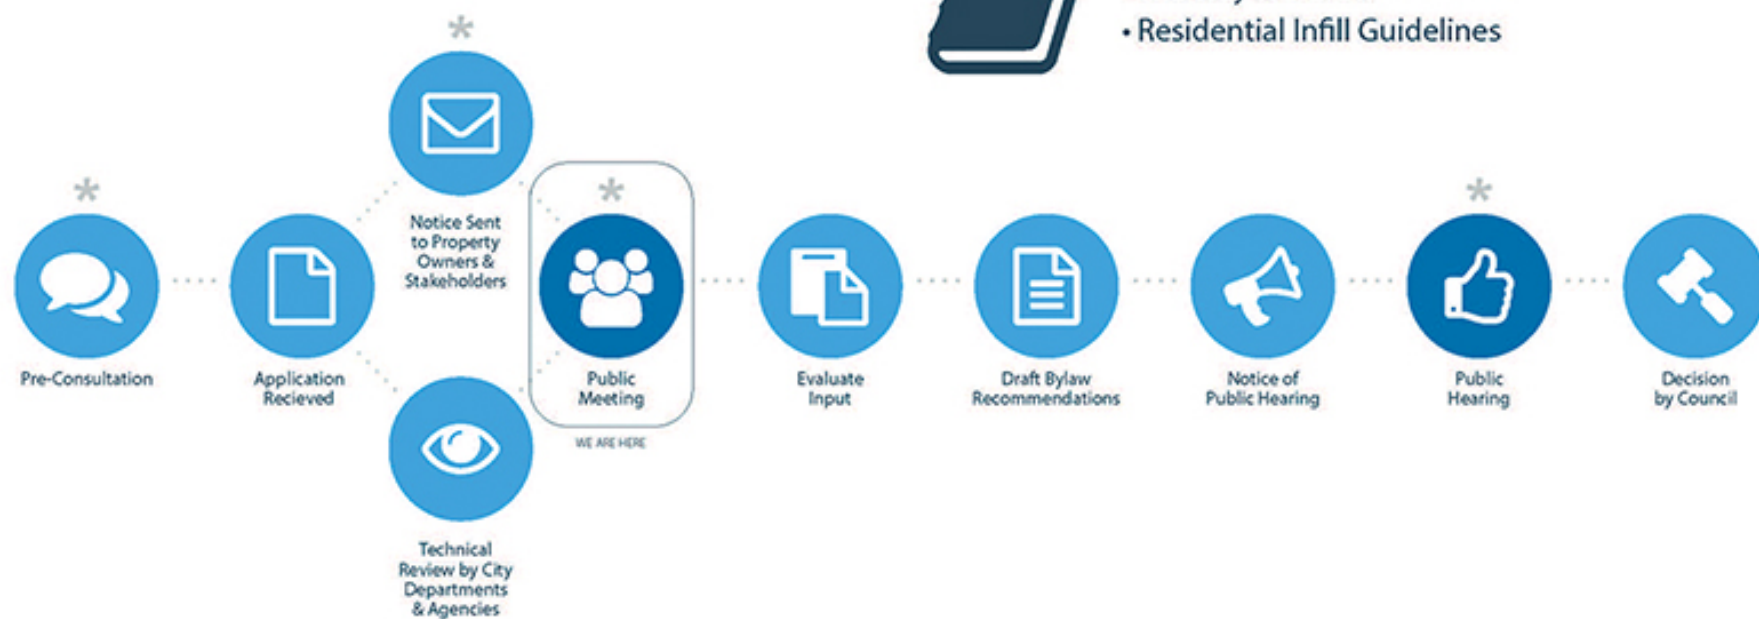 • Residential Infill Guidelines
*
*
*
*
Notice Sent
to Property
Owners &
Stakeholders
Pre-Consultation
Application
Recieved
Public
Meeting
WE ARE HERE
Evaluate
Input
Draft Bylaw
Recommendations
Notice of
Public Hearing
Public
Hearing
Decision
by Council
Technical
Review by City
Departments
& Agencies